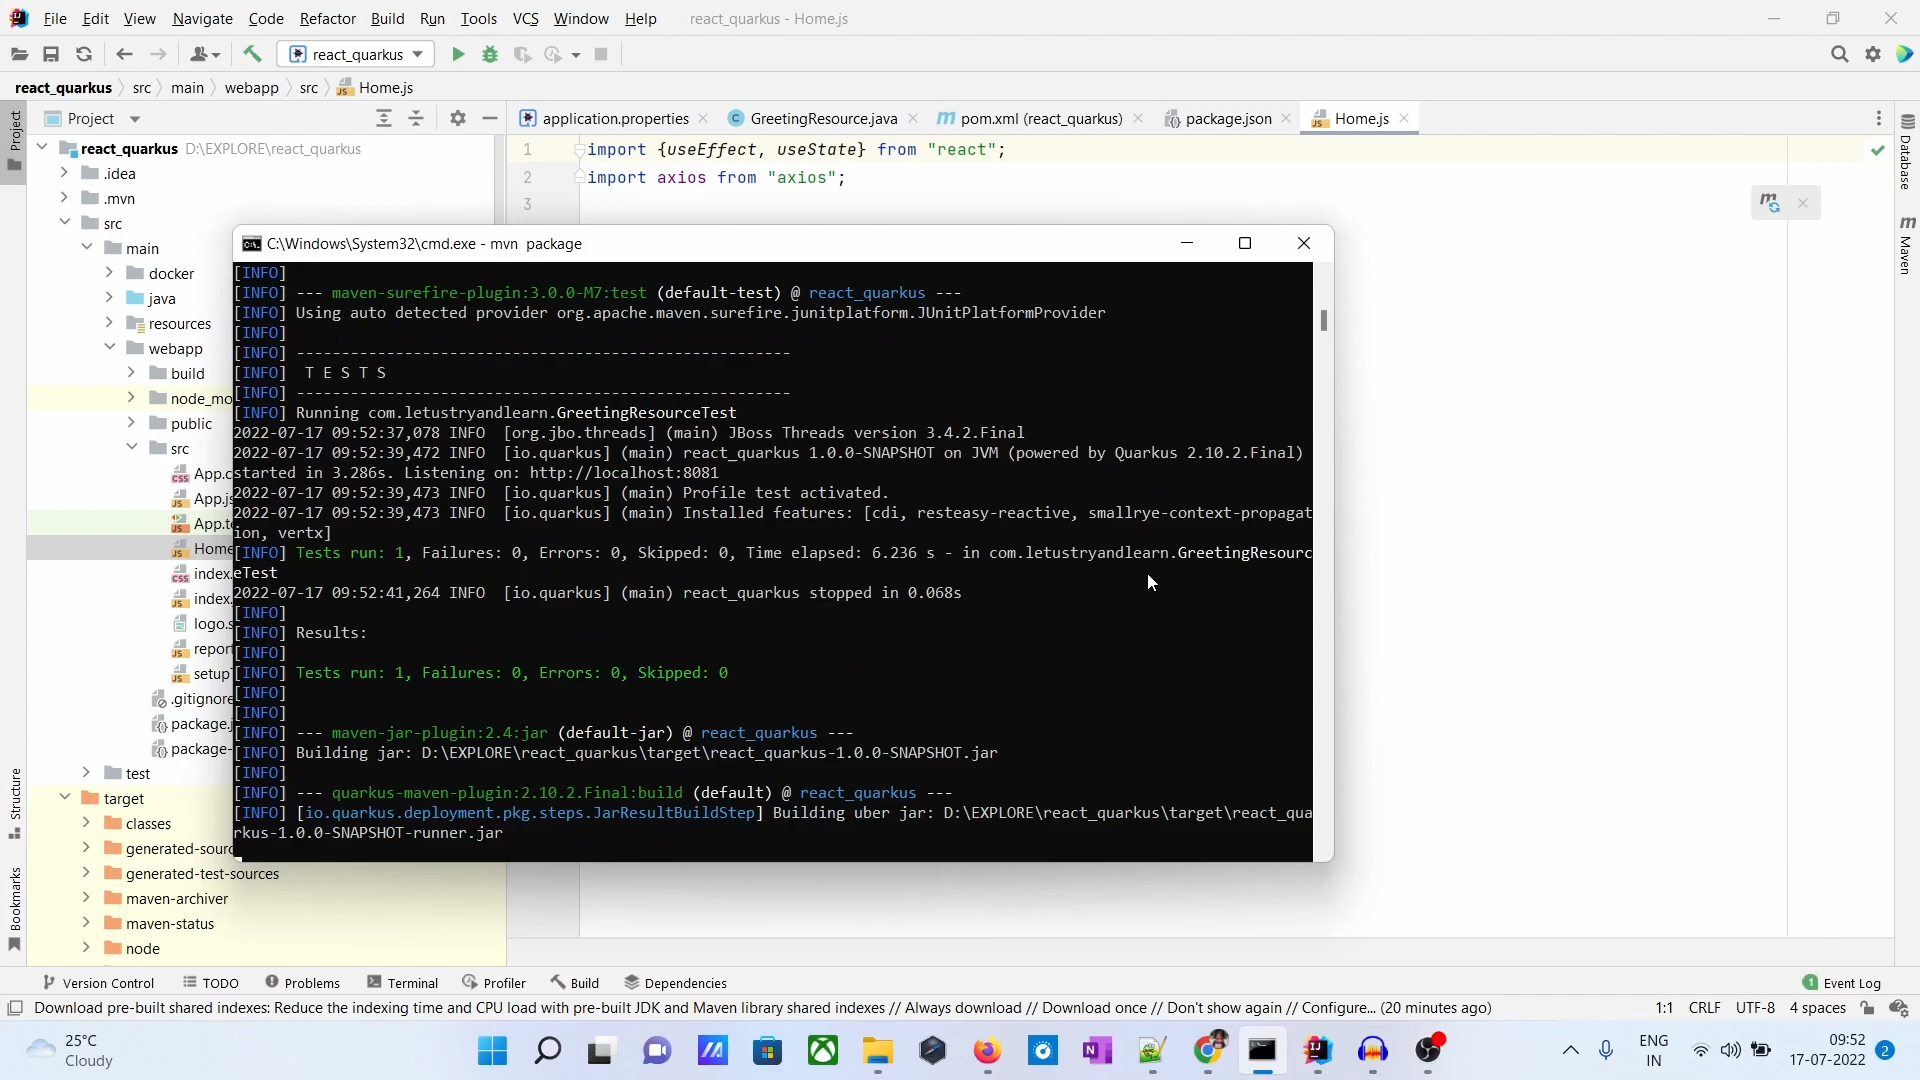 File Edit View Navigate Code Refactor Build Run Tools VCS Window Help react_quarkus - Home.js
react_quarkus
react_quarkus src main webapp src Home.js
Project
application.properties GreetingResource.java pom.xml (react_quarkus) package.json Home.js
react_quarkus D:\EXPLORE\react_quarkus
.idea
.mvn
src
main
docker
java
resources
webapp
build
node_mo
public
src
App.c
App.js
App.te
Home
index.
index.
logo.s
report
setupT
.gitignore
package.j
package-
test
target
classes
generated-sourc
generated-test-sources
maven-archiver
maven-status
node
Project
Structure
Bookmarks
1 import {useEffect, useState} from "react";
2 import axios from "axios";
3
Database
Maven
C:\Windows\System32\cmd.exe - mvn package
[INFO]
[INFO] --- maven-surefire-plugin:3.0.0-M7:test (default-test) @ react_quarkus ---
[INFO] Using auto detected provider org.apache.maven.surefire.junitplatform.JUnitPlatformProvider
[INFO]
[INFO] -------------------------------------------------------
[INFO]  T E S T S
[INFO] -------------------------------------------------------
[INFO] Running com.letustryandlearn.GreetingResourceTest
2022-07-17 09:52:37,078 INFO  [org.jbo.threads] (main) JBoss Threads version 3.4.2.Final
2022-07-17 09:52:39,472 INFO  [io.quarkus] (main) react_quarkus 1.0.0-SNAPSHOT on JVM (powered by Quarkus 2.10.2.Final)
started in 3.286s. Listening on: http://localhost:8081
2022-07-17 09:52:39,473 INFO  [io.quarkus] (main) Profile test activated.
2022-07-17 09:52:39,473 INFO  [io.quarkus] (main) Installed features: [cdi, resteasy-reactive, smallrye-context-propagat
ion, vertx]
[INFO] Tests run: 1, Failures: 0, Errors: 0, Skipped: 0, Time elapsed: 6.236 s - in com.letustryandlearn.GreetingResourc
eTest
2022-07-17 09:52:41,264 INFO  [io.quarkus] (main) react_quarkus stopped in 0.068s
[INFO]
[INFO] Results:
[INFO]
[INFO] Tests run: 1, Failures: 0, Errors: 0, Skipped: 0
[INFO]
[INFO]
[INFO] --- maven-jar-plugin:2.4:jar (default-jar) @ react_quarkus ---
[INFO] Building jar: D:\EXPLORE\react_quarkus\target\react_quarkus-1.0.0-SNAPSHOT.jar
[INFO]
[INFO] --- quarkus-maven-plugin:2.10.2.Final:build (default) @ react_quarkus ---
[INFO] [io.quarkus.deployment.pkg.steps.JarResultBuildStep] Building uber jar: D:\EXPLORE\react_quarkus\target\react_qua
rkus-1.0.0-SNAPSHOT-runner.jar
Version Control TODO Problems Terminal Profiler Build Dependencies 1 Event Log
Download pre-built shared indexes: Reduce the indexing time and CPU load with pre-built JDK and Maven library shared indexes // Always download // Download once // Don't show again // Configure... (20 minutes ago) 1:1 CRLF UTF-8 4 spaces
25°C
Cloudy
ENG
IN
09:52
17-07-2022
2